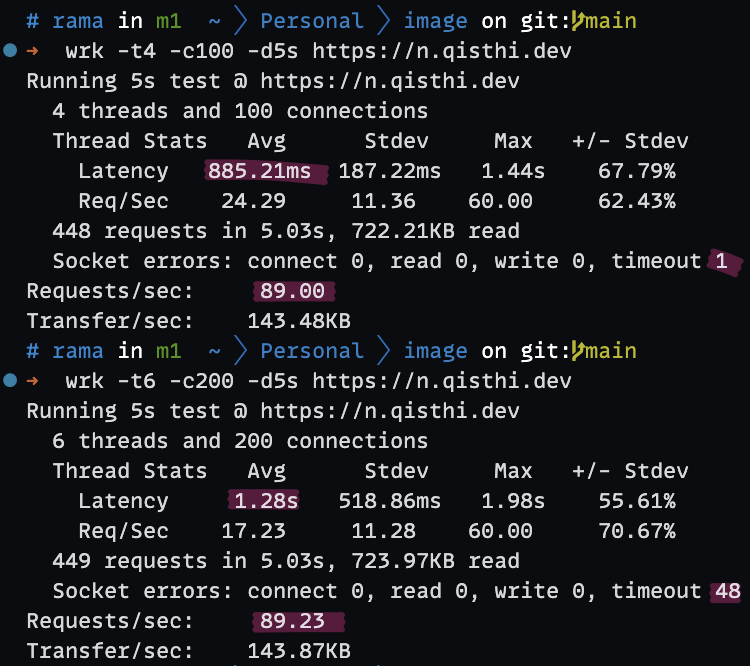 # rama in m1 ~ Personal image on git:main
➜ wrk -t4 -c100 -d5s https://n.qisthi.dev
Running 5s test @ https://n.qisthi.dev
4 threads and 100 connections
Thread Stats Avg Stdev Max +/- Stdev
Latency 885.21ms 187.22ms 1.44s 67.79%
Req/Sec 24.29 11.36 60.00 62.43%
448 requests in 5.03s, 722.21KB read
Socket errors: connect 0, read 0, write 0, timeout 1
Requests/sec: 89.00
Transfer/sec: 143.48KB
# rama in m1 ~ Personal image on git:main
➜ wrk -t6 -c200 -d5s https://n.qisthi.dev
Running 5s test @ https://n.qisthi.dev
6 threads and 200 connections
Thread Stats Avg Stdev Max +/- Stdev
Latency 1.28s 518.86ms 1.98s 55.61%
Req/Sec 17.23 11.28 60.00 70.67%
449 requests in 5.03s, 723.97KB read
Socket errors: connect 0, read 0, write 0, timeout 48
Requests/sec: 89.23
Transfer/sec: 143.87KB